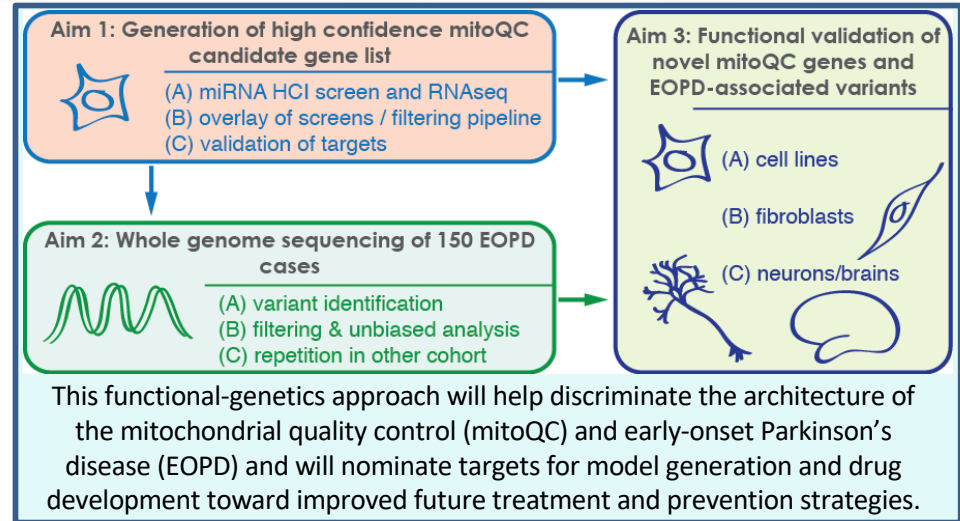 Aim 1: Generation of high confidence mitoQC
candidate gene list
(A) miRNA HCI screen and RNAseq
(B) overlay of screens / filtering pipeline
(C) validation of targets
Aim 2: Whole genome sequencing of 150 EOPD
cases
(A) variant identification
(B) filtering & unbiased analysis
(C) repetition in other cohort
Aim 3: Functional validation of
novel mitoQC genes and
EOPD-associated variants
(A) cell lines
(B) fibroblasts
(C) neurons/brains
This functional-genetics approach will help discriminate the architecture of
the mitochondrial quality control (mitoQC) and early-onset Parkinson's
disease (EOPD) and will nominate targets for model generation and drug
development toward improved future treatment and prevention strategies.